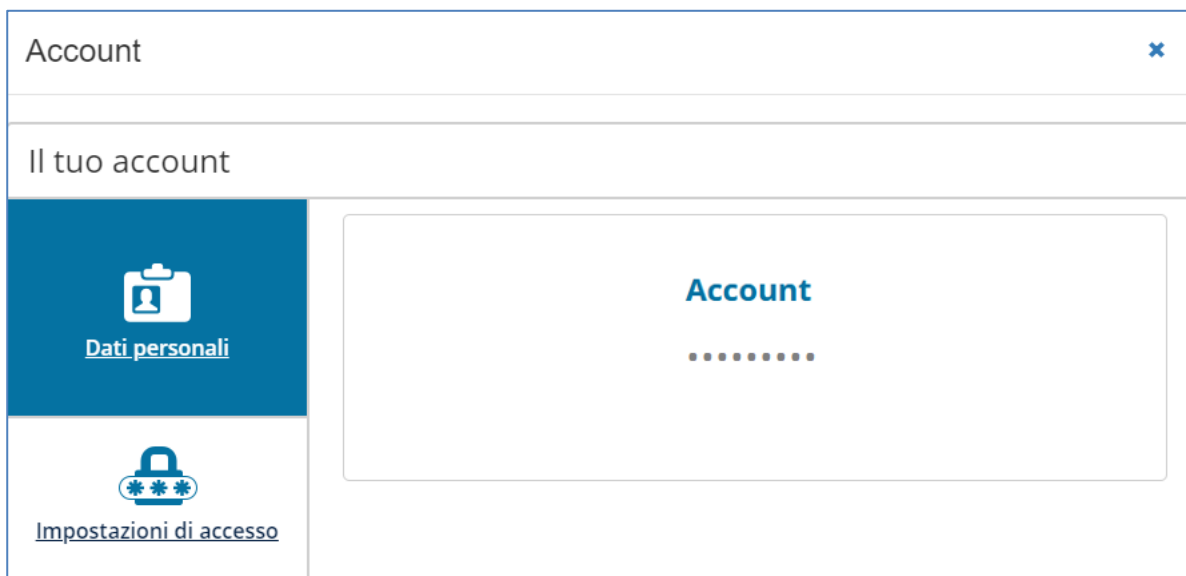 Account
Il tuo account
Dati personali
Account
•••••••••
Impostazioni di accesso